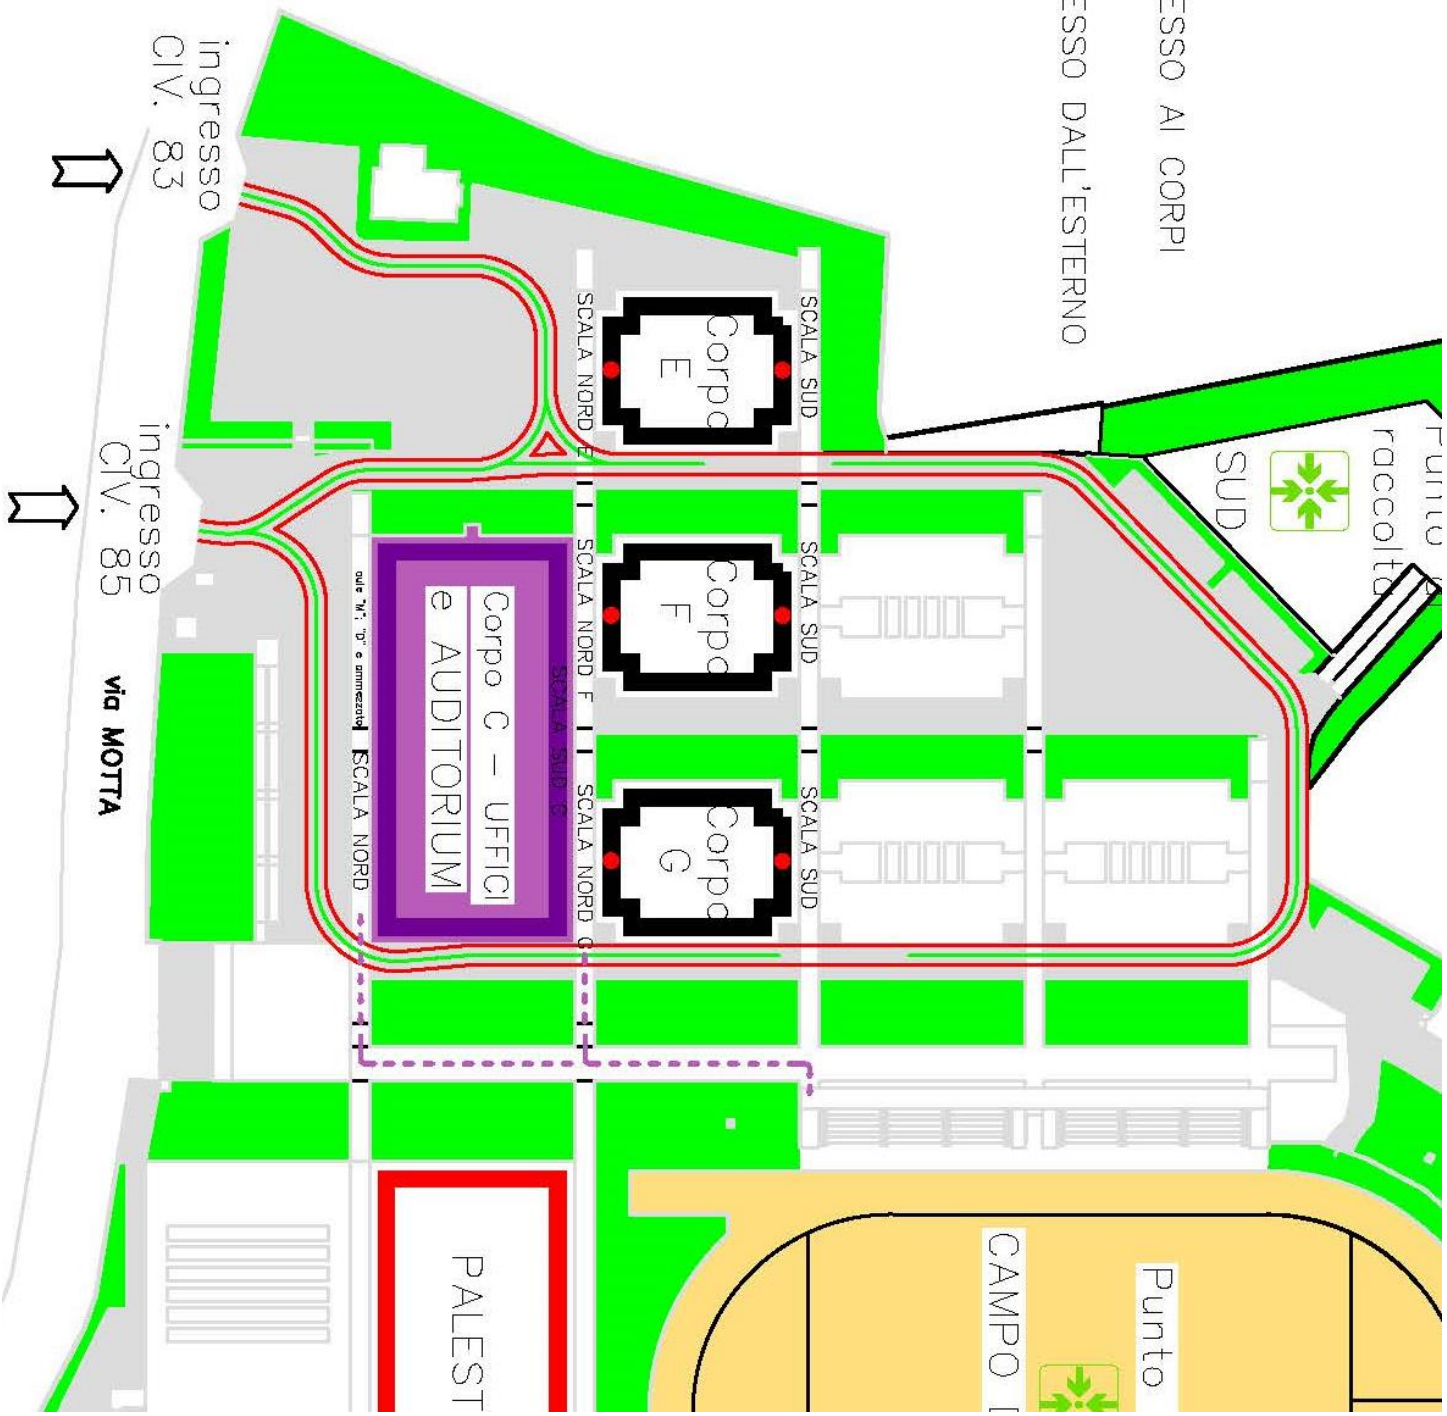 ESSO AI CORPI
ESSO DALL'ESTERNO
ingresso
CIV. 83
ingresso
CIV. 85
via MOTTA
Punto
raccolta
SUD
SCALA SUD
Corpo
E
SCALA NORD E
SCALA SUD
Corpo
F
SCALA NORD F
SCALA SUD
Corpo
G
SCALA NORD G
SCALA SUD C
Corpo C – UFFICI
e AUDITORIUM
aule "M"; "D" e ammezzato
SCALA NORD
PALEST
Punto
CAMPO